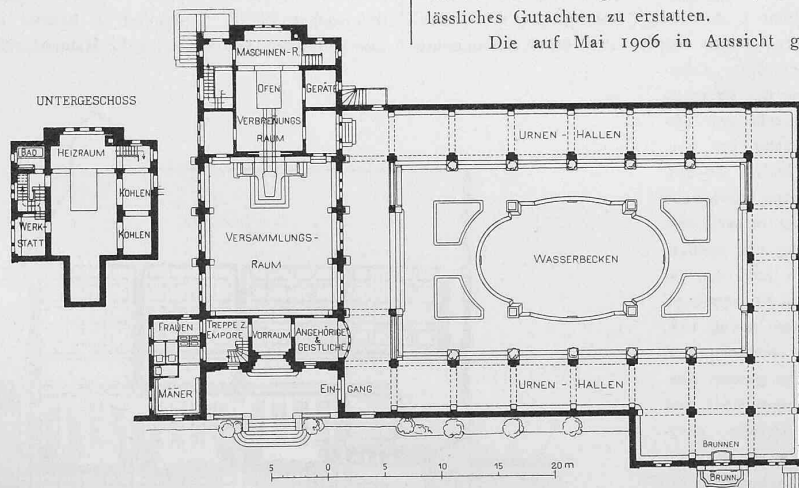 lässliches Gutachten zu erstatten.
Die auf Mai 1906 in Aussicht g
UNTERGESCHOSS
BAD
HEIZRAUM
KOHLEN
KOHLEN
WERK-
STATT
MASCHINEN-R.
OFEN
GERÄTE
VERBRENUNGS
RAUM
VERSAMMLUNGS-
RAUM
FRAUEN
MÄNER
TREPPE Z.
EMPORE
VORRAUM
ANGEHÖRIGE
&
GEISTLICHE
EIN-GANG
URNEN-HALLEN
WASSERBECKEN
URNEN-HALLEN
BRUNNEN
BRUNN.
5 0 5 10 15 20 m